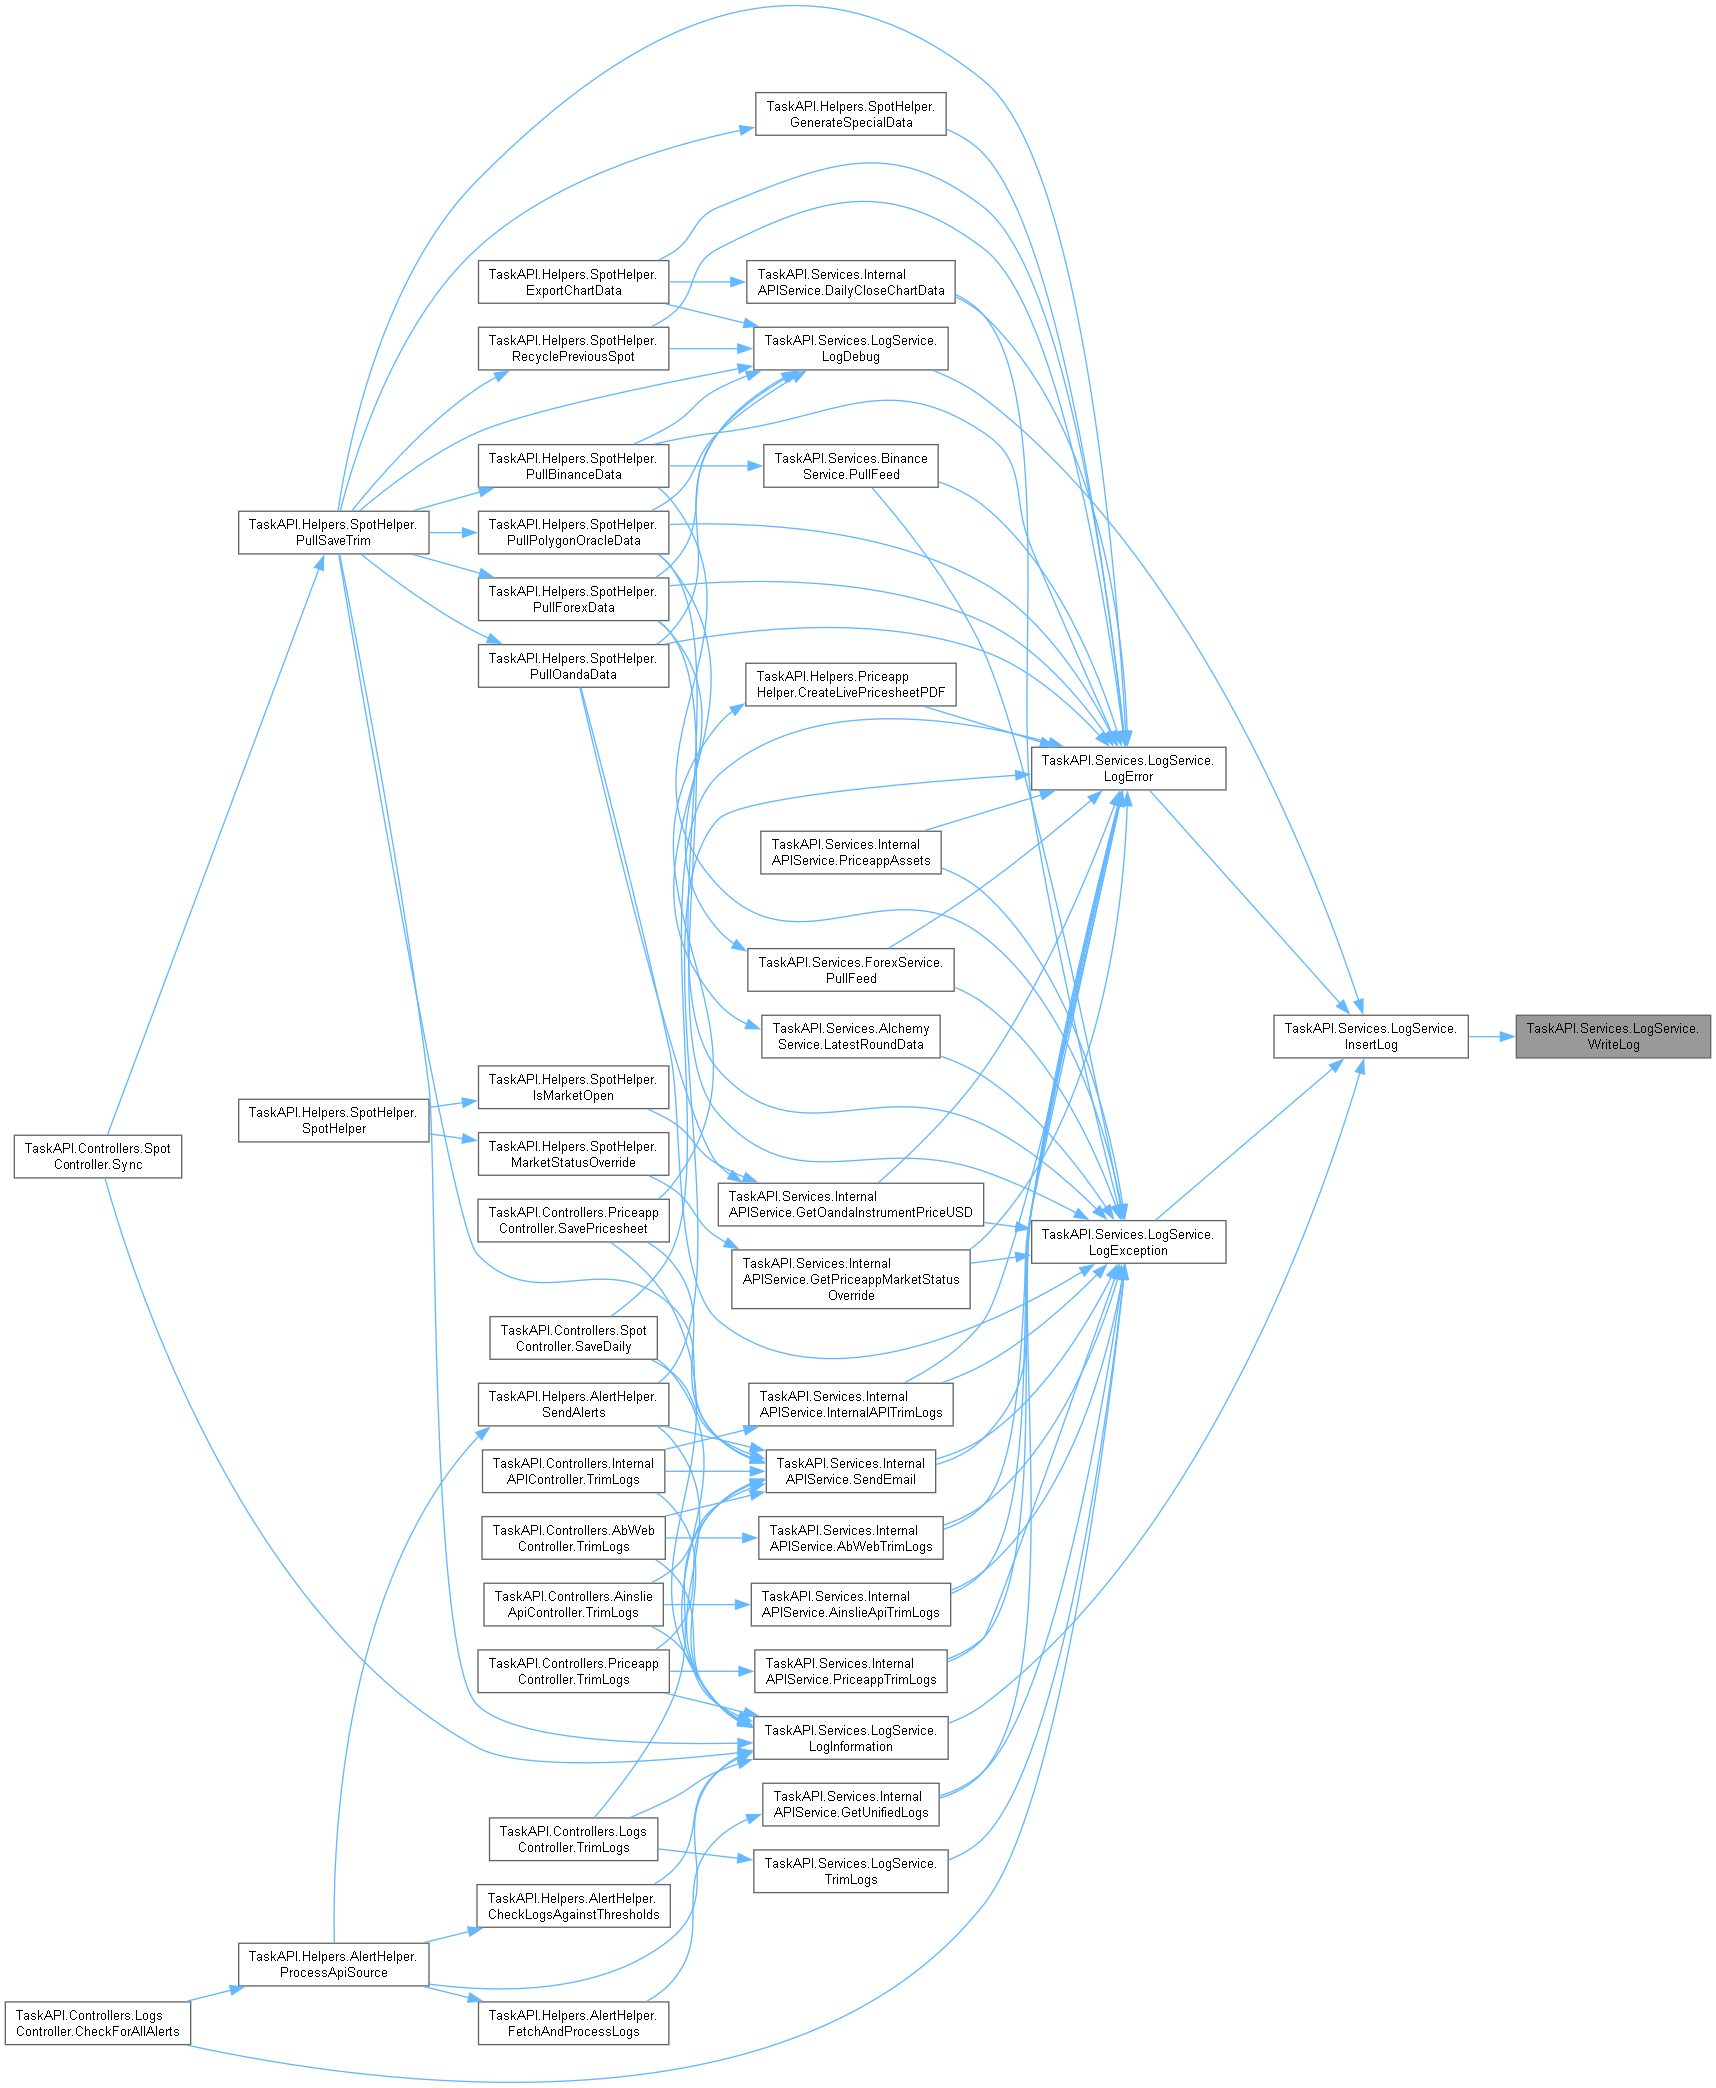 TaskAPI.Helpers.SpotHelper.
GenerateSpecialData
TaskAPI.Helpers.SpotHelper.
ExportChartData
TaskAPI.Services.Internal
APIService.DailyCloseChartData
TaskAPI.Helpers.SpotHelper.
RecyclePreviousSpot
TaskAPI.Services.LogService.
LogDebug
TaskAPI.Helpers.SpotHelper.
PullBinanceData
TaskAPI.Services.Binance
Service.PullFeed
TaskAPI.Helpers.SpotHelper.
PullSaveTrim
TaskAPI.Helpers.SpotHelper.
PullPolygonOracleData
TaskAPI.Helpers.SpotHelper.
PullForexData
TaskAPI.Helpers.SpotHelper.
PullOandaData
TaskAPI.Helpers.Priceapp
Helper.CreateLivePricesheetPDF
TaskAPI.Services.LogService.
LogError
TaskAPI.Services.Internal
APIService.PriceappAssets
TaskAPI.Services.ForexService.
PullFeed
TaskAPI.Services.Alchemy
Service.LatestRoundData
TaskAPI.Services.LogService.
InsertLog
TaskAPI.Services.LogService.
WriteLog
TaskAPI.Helpers.SpotHelper.
IsMarketOpen
TaskAPI.Helpers.SpotHelper.
SpotHelper
TaskAPI.Controllers.Spot
Controller.Sync
TaskAPI.Helpers.SpotHelper.
MarketStatusOverride
TaskAPI.Services.Internal
APIService.GetOandaInstrumentPriceUSD
TaskAPI.Controllers.Priceapp
Controller.SavePricesheet
TaskAPI.Services.LogService.
LogException
TaskAPI.Services.Internal
APIService.GetPriceappMarketStatus
Override
TaskAPI.Controllers.Spot
Controller.SaveDaily
TaskAPI.Helpers.AlertHelper.
SendAlerts
TaskAPI.Services.Internal
APIService.InternalAPITrimLogs
TaskAPI.Controllers.Internal
APIController.TrimLogs
TaskAPI.Services.Internal
APIService.SendEmail
TaskAPI.Controllers.AbWeb
Controller.TrimLogs
TaskAPI.Services.Internal
APIService.AbWebTrimLogs
TaskAPI.Controllers.Ainslie
ApiController.TrimLogs
TaskAPI.Services.Internal
APIService.AinslieApiTrimLogs
TaskAPI.Controllers.Priceapp
Controller.TrimLogs
TaskAPI.Services.Internal
APIService.PriceappTrimLogs
TaskAPI.Services.LogService.
LogInformation
TaskAPI.Services.Internal
APIService.GetUnifiedLogs
TaskAPI.Controllers.Logs
Controller.TrimLogs
TaskAPI.Services.LogService.
TrimLogs
TaskAPI.Helpers.AlertHelper.
CheckLogsAgainstThresholds
TaskAPI.Helpers.AlertHelper.
ProcessApiSource
TaskAPI.Controllers.Logs
Controller.CheckForAllAlerts
TaskAPI.Helpers.AlertHelper.
FetchAndProcessLogs